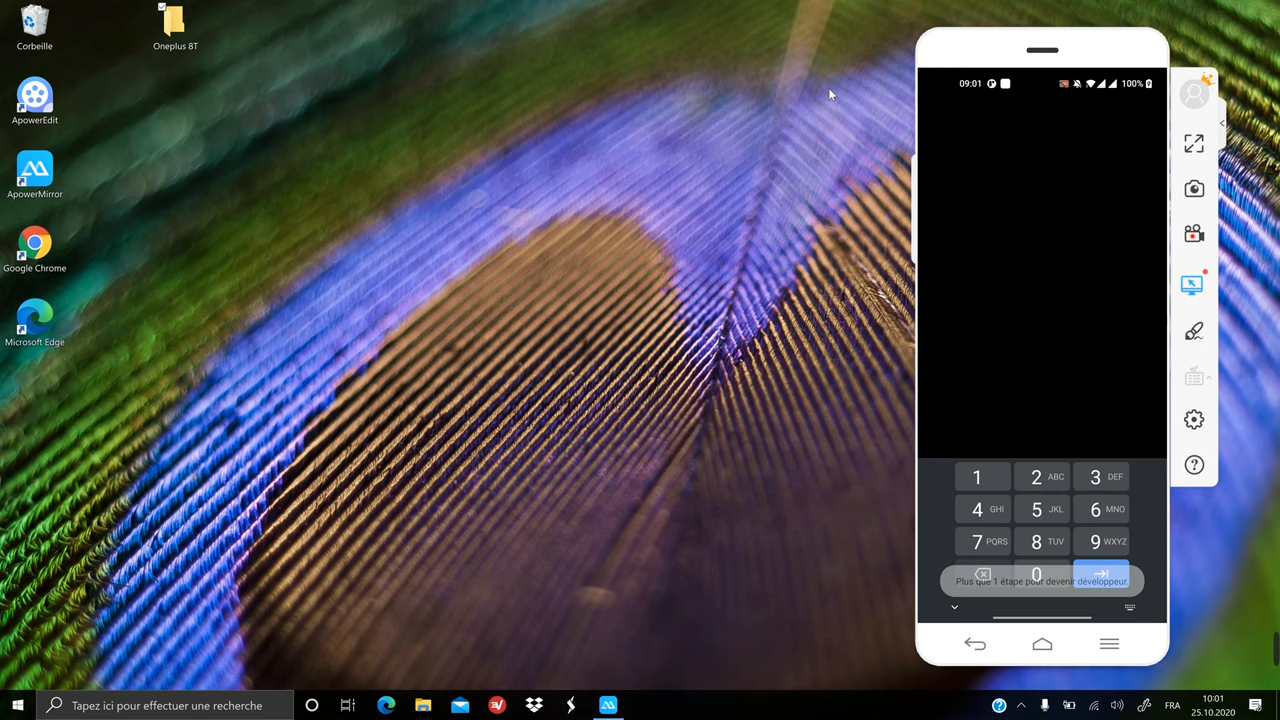 Corbeille
Oneplus 8T
ApowerEdit
ApowerMirror
Google Chrome
Microsoft Edge
09:01
100%
1
2 ABC
3 DEF
4 GHI
5 JKL
6 MNO
7 PQRS
8 TUV
9 WXYZ
0
Plus que 1 étape pour devenir développeur.
Tapez ici pour effectuer une recherche
FRA
10:01
25.10.2020